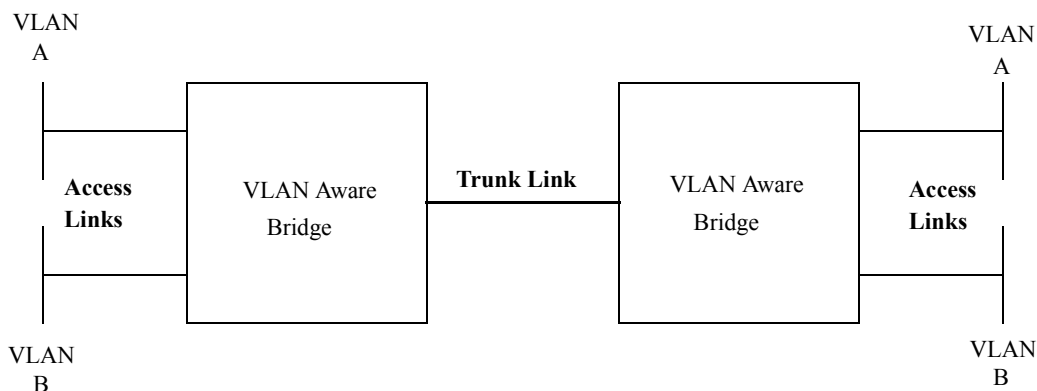 VLAN
A
VLAN
A
Access
Links
VLAN Aware
Bridge
Trunk Link
VLAN Aware
Bridge
Access
Links
VLAN
B
VLAN
B